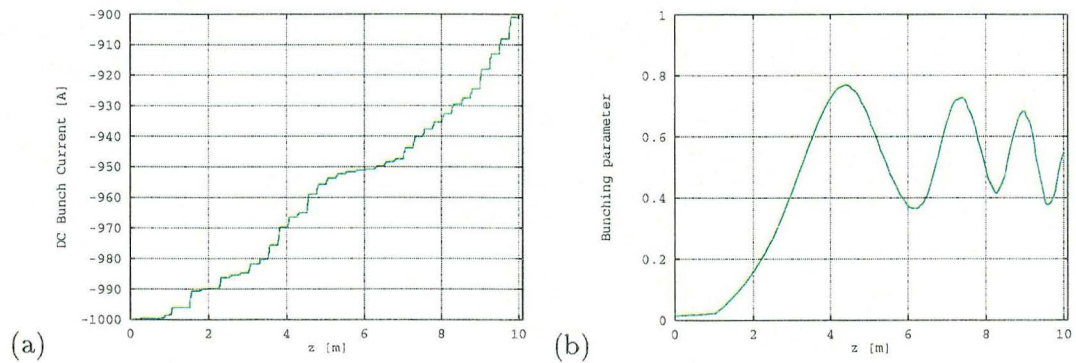 (a)
DC Bunch Current [A]
-900
-910
-920
-930
-940
-950
-960
-970
-980
-990
-1000
0 2 4 6 8 10
z [m]
(b)
Bunching parameter
1
0.8
0.6
0.4
0.2
0
0 2 4 6 8 10
z [m]